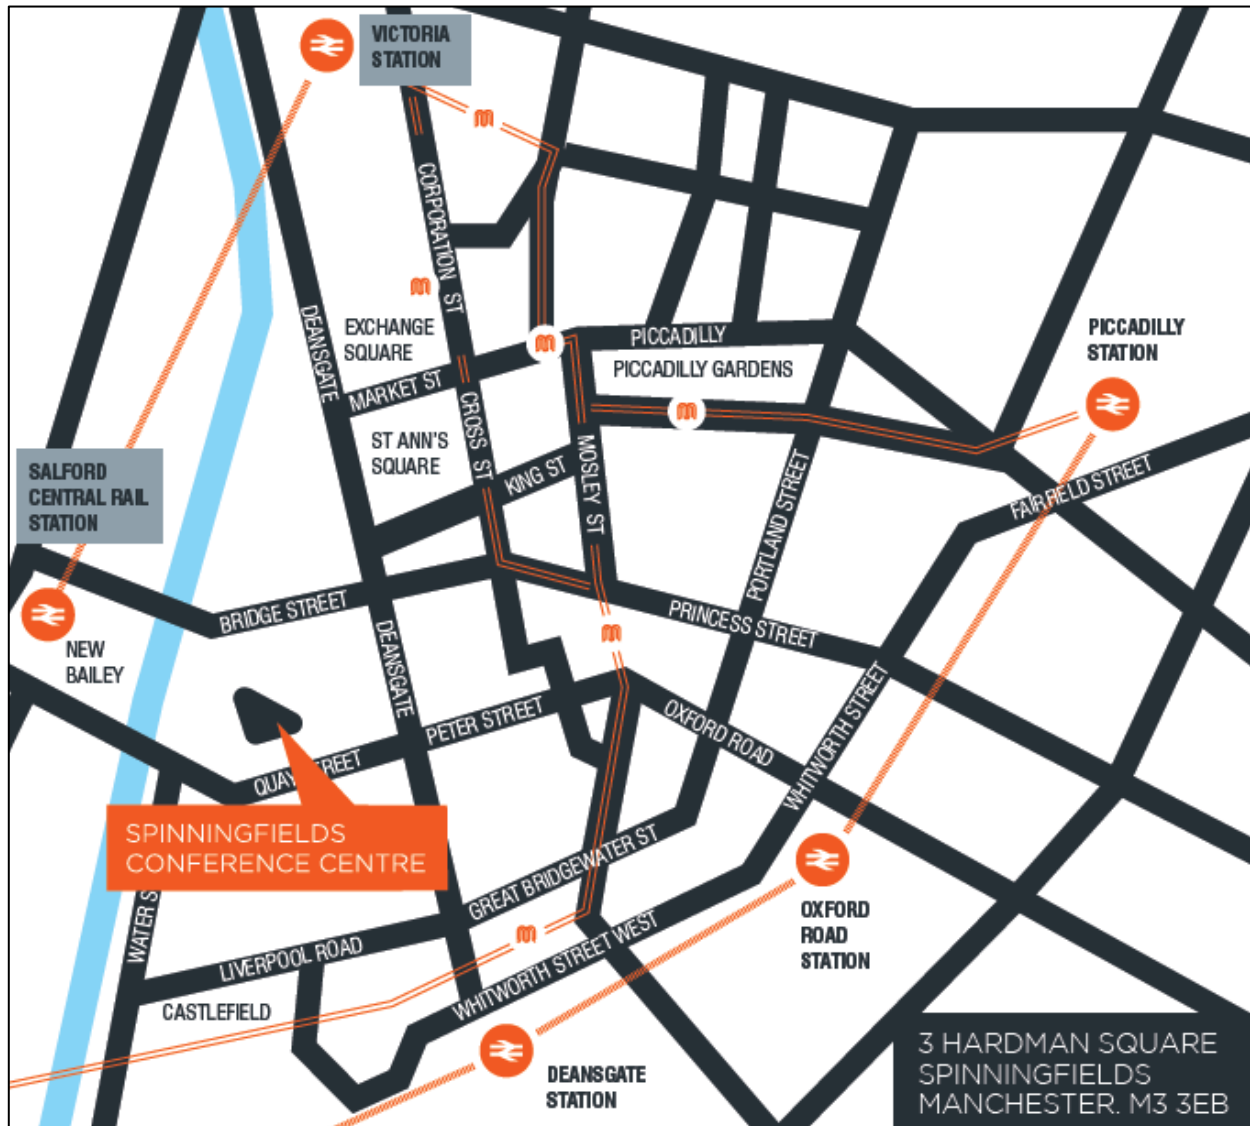 VICTORIA
STATION
CORPORATION ST
DEANSGATE
EXCHANGE
SQUARE
MARKET ST
PICCADILLY
PICCADILLY GARDENS
PICCADILLY
STATION
CROSS ST
ST ANN'S
SQUARE
KING ST
MOSLEY ST
PORTLAND STREET
FAIRFIELD STREET
SALFORD
CENTRAL RAIL
STATION
NEW
BAILEY
BRIDGE STREET
DEANSGATE
PRINCESS STREET
PETER STREET
OXFORD ROAD
WHITWORTH STREET
QUAY STREET
SPINNINGFIELDS
CONFERENCE CENTRE
WATER S
GREAT BRIDGEWATER ST
LIVERPOOL ROAD
WHITWORTH STREET WEST
CASTLEFIELD
OXFORD
ROAD
STATION
DEANSGATE
STATION
3 HARDMAN SQUARE
SPINNINGFIELDS
MANCHESTER. M3 3EB